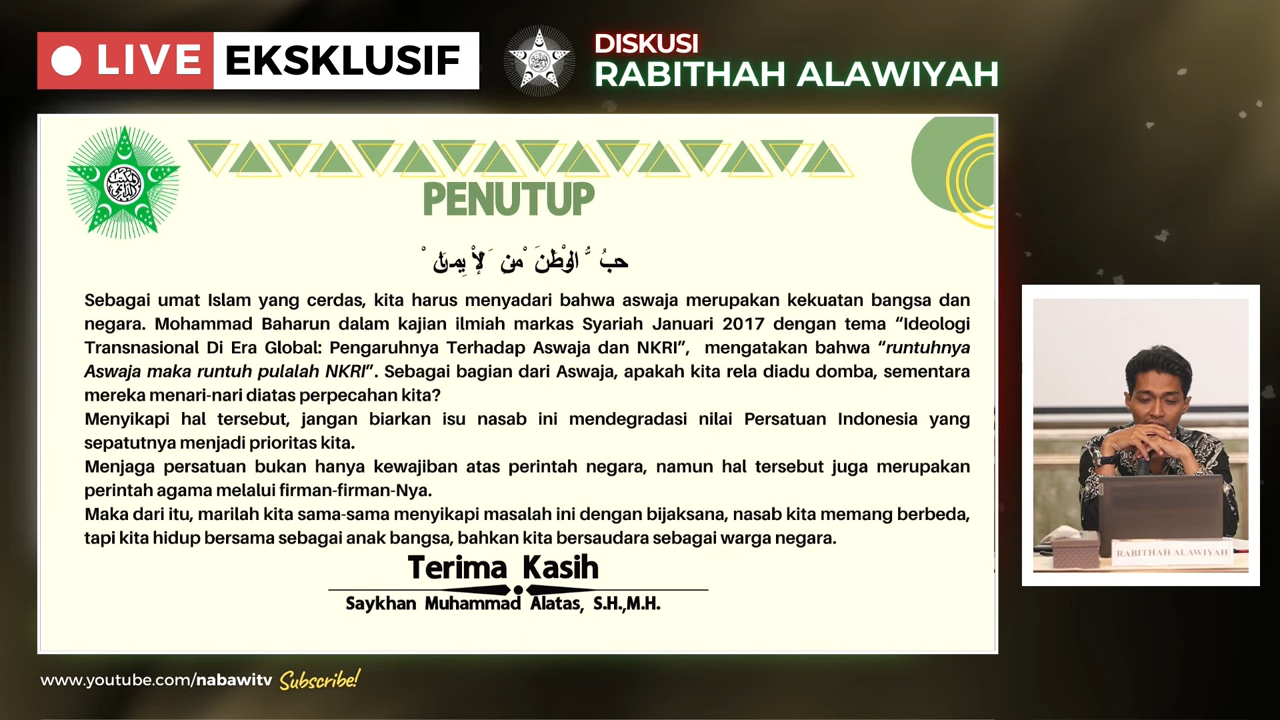 LIVE EKSKLUSIF
DISKUSI
RABITHAH ALAWIYAH
PENUTUP
حبُ ُّ الوْطَنَ ْمن َ لإْ يِمـَانْ ْ
Sebagai umat Islam yang cerdas, kita harus menyadari bahwa aswaja merupakan kekuatan bangsa dan
negara. Mohammad Baharun dalam kajian ilmiah markas Syariah Januari 2017 dengan tema “Ideologi
Transnasional Di Era Global: Pengaruhnya Terhadap Aswaja dan NKRI”, mengatakan bahwa “runtuhnya
Aswaja maka runtuh pulalah NKRI”. Sebagai bagian dari Aswaja, apakah kita rela diadu domba, sementara
mereka menari-nari diatas perpecahan kita?
Menyikapi hal tersebut, jangan biarkan isu nasab ini mendegradasi nilai Persatuan Indonesia yang
sepatutnya menjadi prioritas kita.
Menjaga persatuan bukan hanya kewajiban atas perintah negara, namun hal tersebut juga merupakan
perintah agama melalui firman-firman-Nya.
Maka dari itu, marilah kita sama-sama menyikapi masalah ini dengan bijaksana, nasab kita memang berbeda,
tapi kita hidup bersama sebagai anak bangsa, bahkan kita bersaudara sebagai warga negara.
Terima Kasih
Saykhan Muhammad Alatas, S.H.,M.H.
RABITHAH ALAWIYAH
www.youtube.com/nabawitv Subscribe!